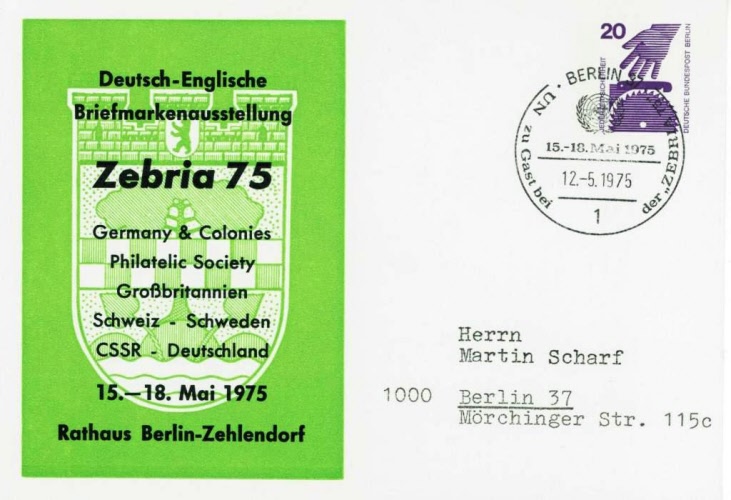 Deutsch-Englische
Briefmarkenausstellung
Zebria 75
Germany & Colonies
Philatelic Society
Großbritannien
Schweiz - Schweden
CSSR - Deutschland
15.—18. Mai 1975
Rathaus Berlin-Zehlendorf
20
DEUTSCHE BUNDESPOST BERLIN
UN · BERLIN
15.-18. Mai 1975
12.-5.1975
1
zu Gast bei
der „ZEBRIA
Herrn
Martin Scharf
1000 Berlin 37
Mörchinger Str. 115c